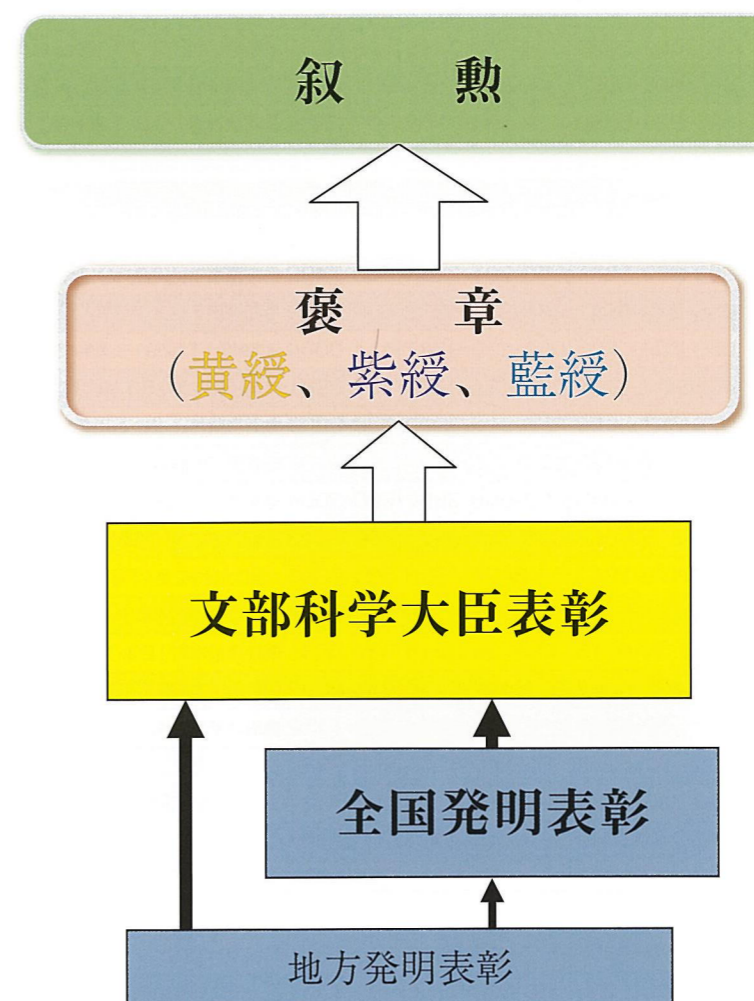 叙 勲
褒 章
（黄綬、紫綬、藍綬）
文部科学大臣表彰
全国発明表彰
地方発明表彰